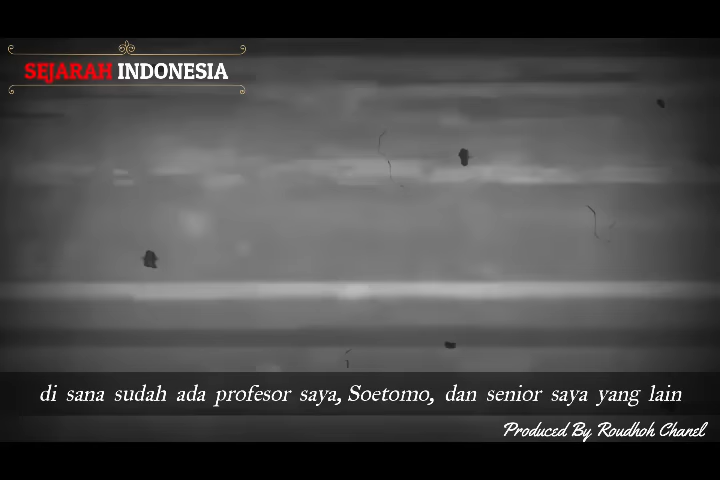 SEJARAH INDONESIA
di sana sudah ada profesor saya, Soetomo, dan senior saya yang lain
Produced By Roudhoh Chanel